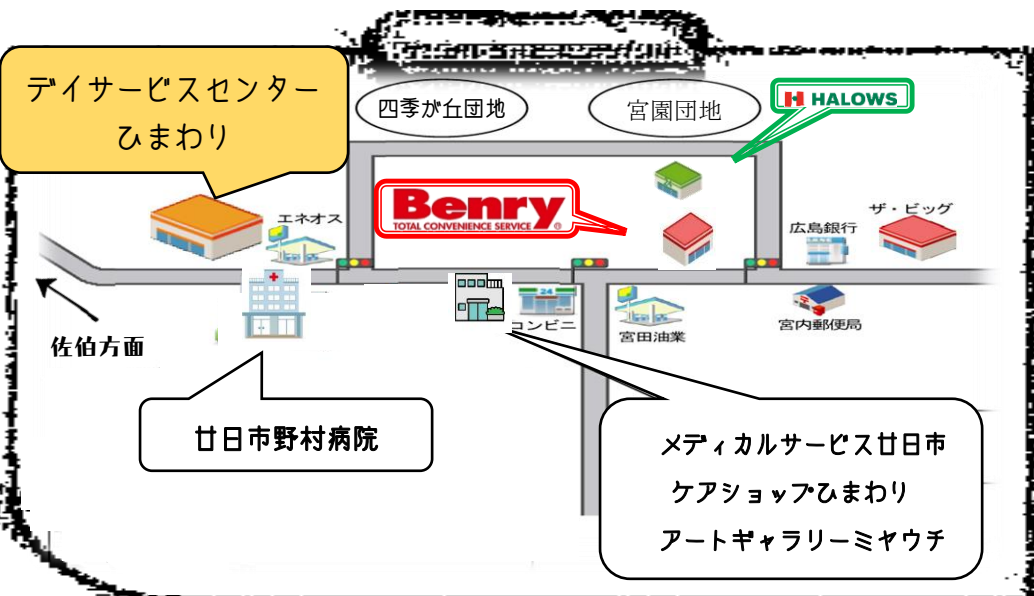 デイサービスセンター
ひまわり
四季が丘団地
宮園団地
HALOWS
Benry
TOTAL CONVENIENCE SERVICE
®
エネオス
広島銀行
ザ・ビッグ
佐伯方面
24
コンビニ
宮田油業
宮内郵便局
廿日市野村病院
メディカルサービス廿日市
ケアショップひまわり
アートギャラリーミヤウチ